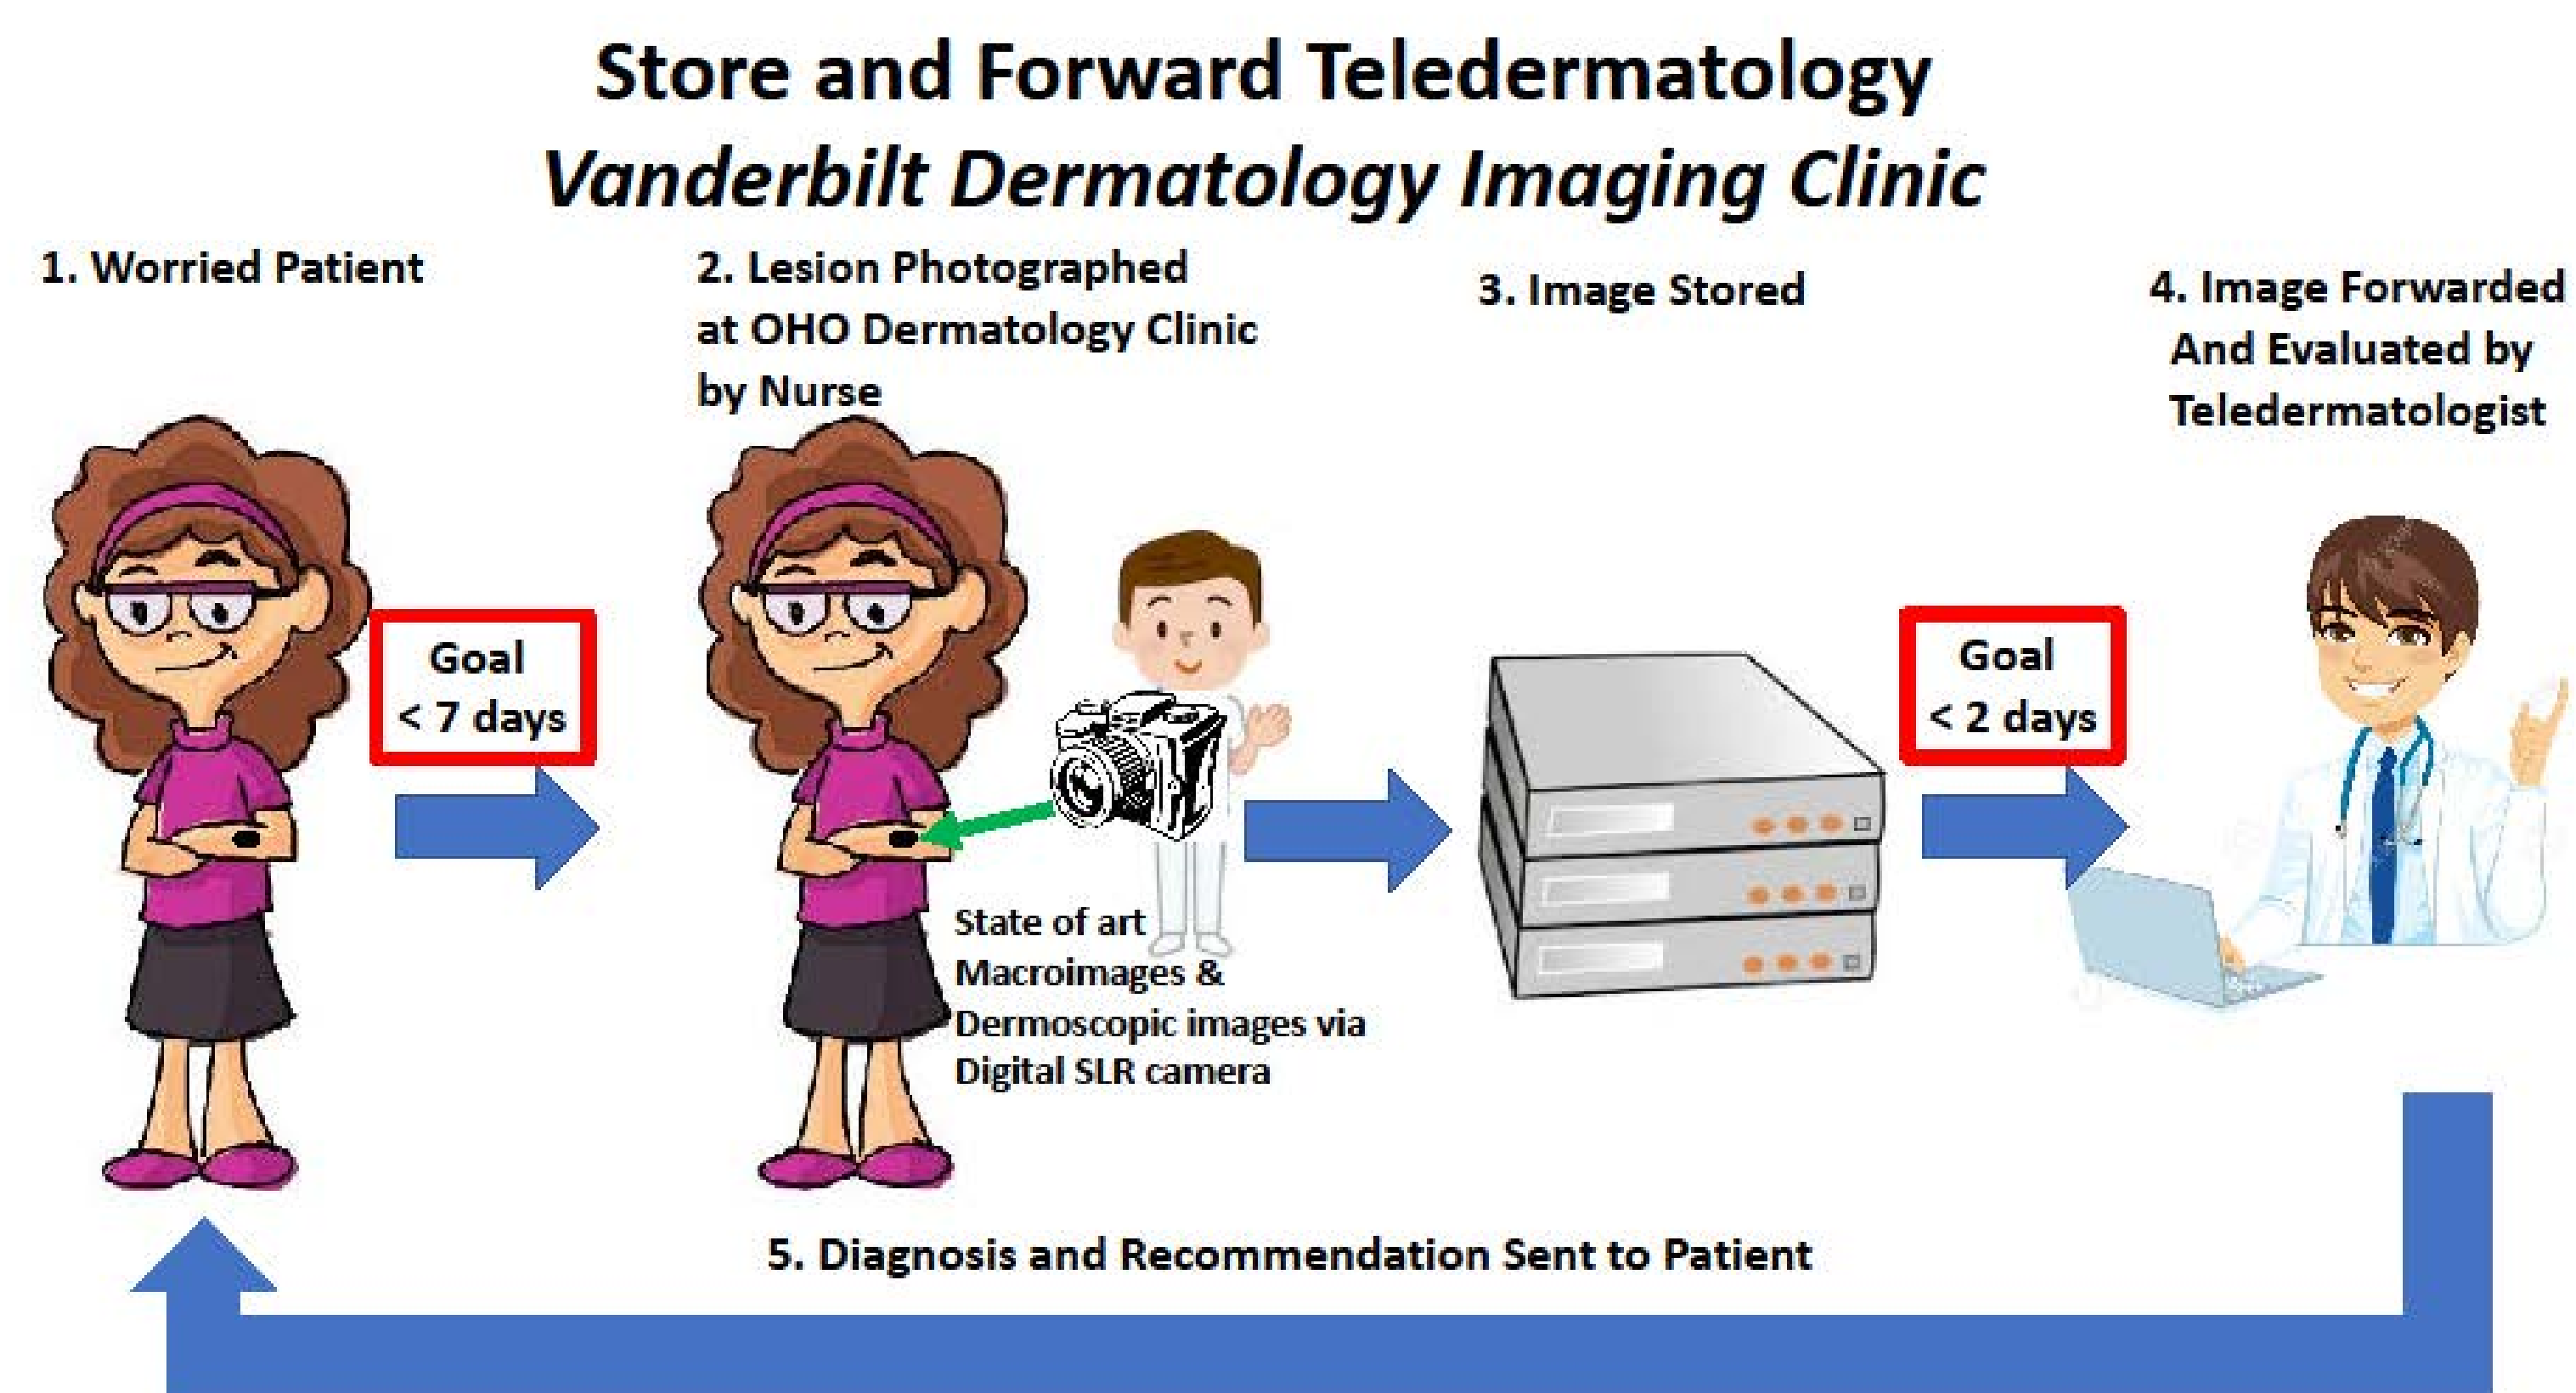 Store and Forward Teledermatology
Vanderbilt Dermatology Imaging Clinic
1. Worried Patient
2. Lesion Photographed
at OHO Dermatology Clinic
by Nurse
3. Image Stored
4. Image Forwarded
And Evaluated by
Teledermatologist
Goal
< 7 days
Goal
< 2 days
State of art
Macroimages &
Dermoscopic images via
Digital SLR camera
5. Diagnosis and Recommendation Sent to Patient